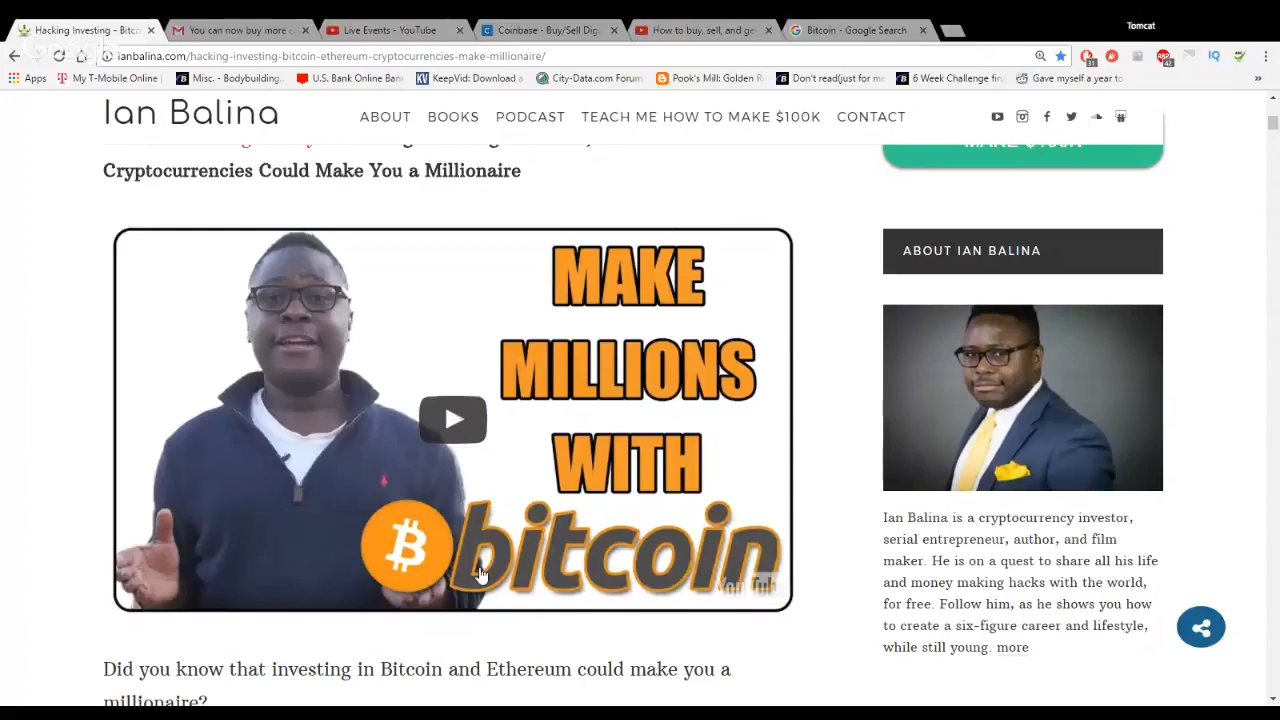 Hacking Investing - Bitco
You can now buy more
Live Events - YouTube
Coinbase - Buy/Sell Dig
How to buy, sell, and ge
Bitcoin - Google Search
Tomcat
ianbalina.com/hacking-investing-bitcoin-ethereum-cryptocurrencies-make-millionaire/
Apps
My T-Mobile Online
Misc. - Bodybuilding.
U.S. Bank Online Bank
KeepVid: Download
City-Data.com Forum
Pook's Mill: Golden R
Don't read(just for me
6 Week Challenge fin
Gave myself a year to
Ian Balina
ABOUT
BOOKS
PODCAST
TEACH ME HOW TO MAKE $100K
CONTACT
Cryptocurrencies Could Make You a Millionaire
MAKE
MILLIONS
WITH
bitcoin
YouTube
ABOUT IAN BALINA
Ian Balina is a cryptocurrency investor,
serial entrepreneur, author, and film
maker. He is on a quest to share all his life
and money making hacks with the world,
for free. Follow him, as he shows you how
to create a six-figure career and lifestyle,
while still young. more
Did you know that investing in Bitcoin and Ethereum could make you a
millionaire?